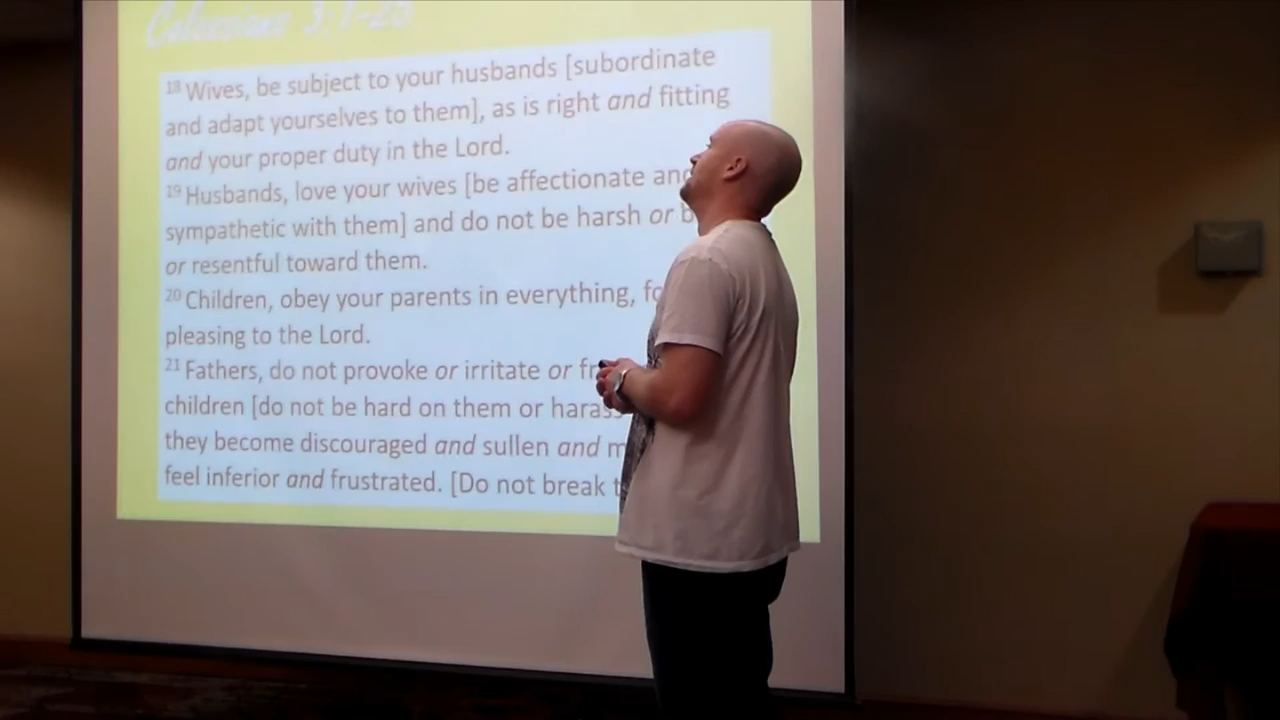 Colossians 3:1-25
18 Wives, be subject to your husbands [subordinate
and adapt yourselves to them], as is right and fitting
and your proper duty in the Lord.
19 Husbands, love your wives [be affectionate and
sympathetic with them] and do not be harsh or
or resentful toward them.
20 Children, obey your parents in everything,
pleasing to the Lord.
21 Fathers, do not provoke or irritate or
children [do not be hard on them or harass
they become discouraged and sullen and
feel inferior and frustrated. [Do not break